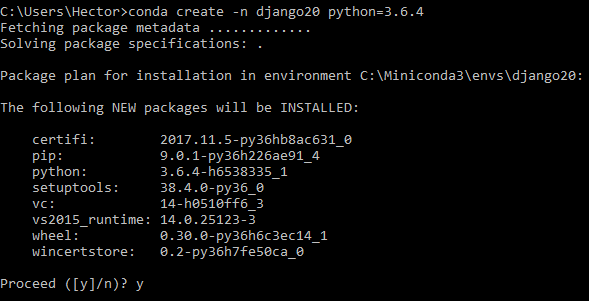 C:\Users\Hector>conda create -n django20 python=3.6.4
Fetching package metadata .............
Solving package specifications: .
Package plan for installation in environment C:\Miniconda3\envs\django20:
The following NEW packages will be INSTALLED:
certifi: 2017.11.5-py36hb8ac631_0
pip: 9.0.1-py36h226ae91_4
python: 3.6.4-h6538335_1
setuptools: 38.4.0-py36_0
vc: 14-h0510ff6_3
vs2015_runtime: 14.0.25123-3
wheel: 0.30.0-py36h6c3ec14_1
wincertstore: 0.2-py36h7fe50ca_0
Proceed ([y]/n)? y